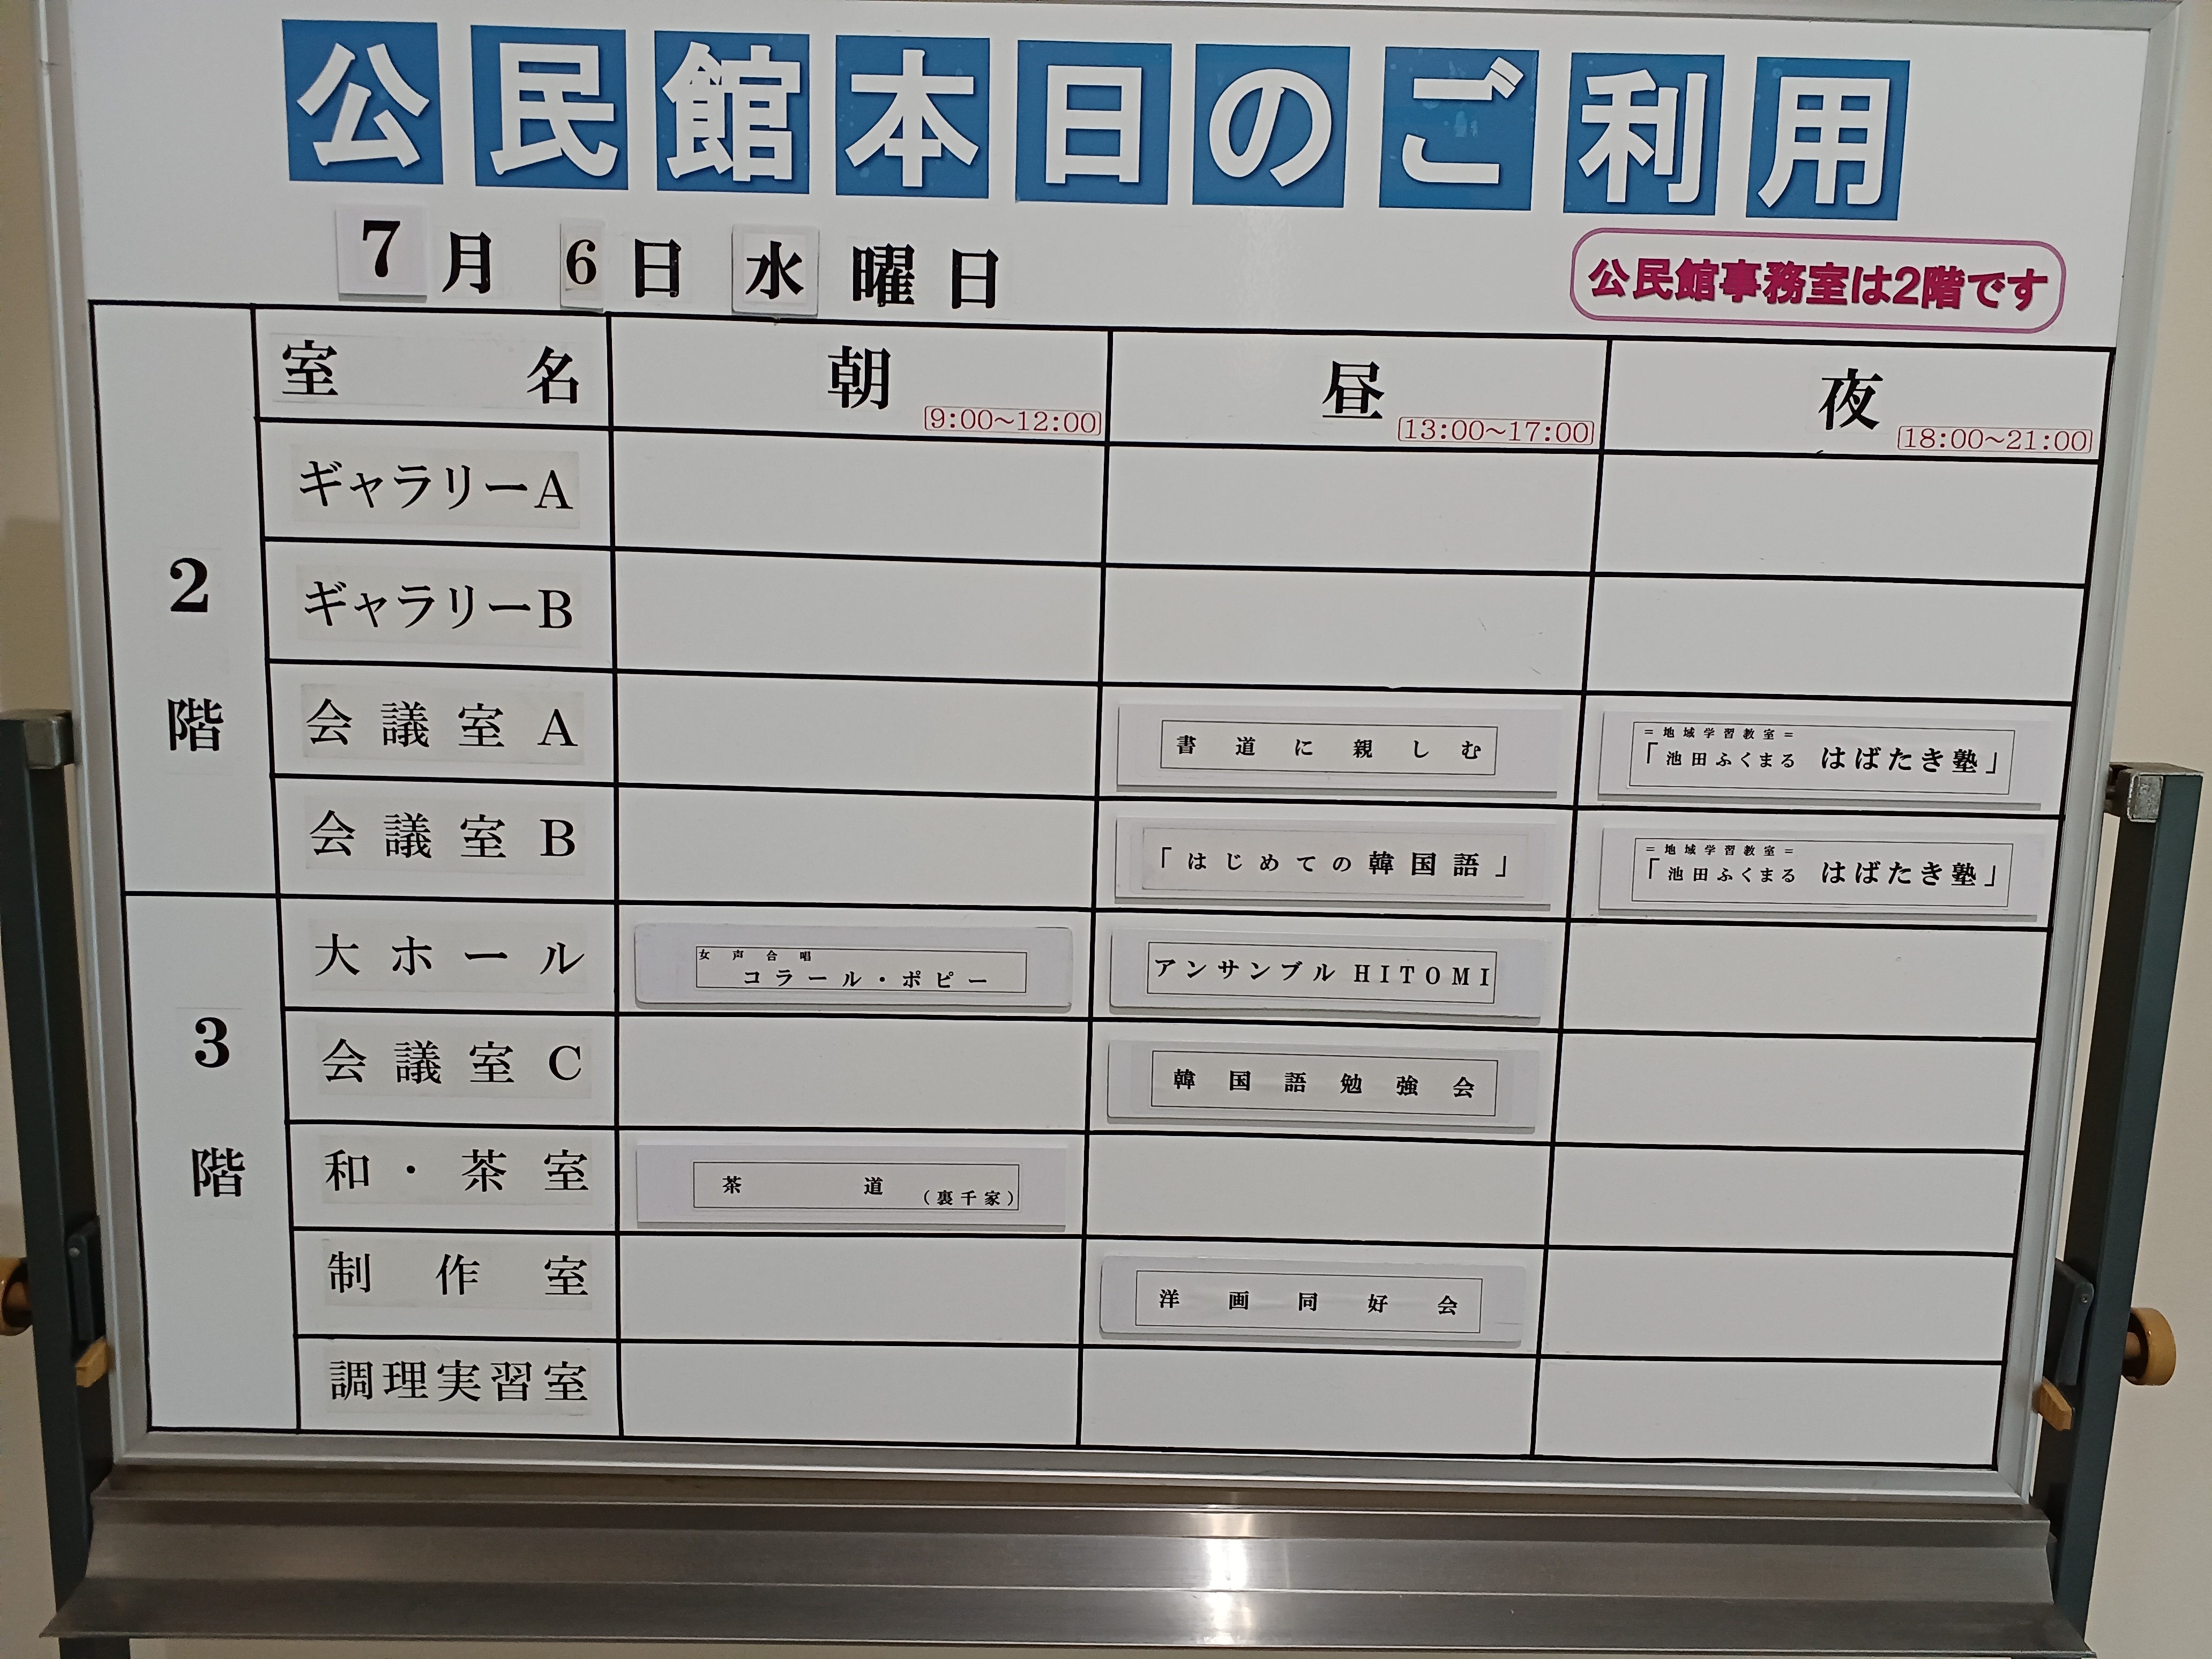 公民館本日のご利用
7月 6日 水曜日
公民館事務室は2階です
室名 朝 昼 夜
9:00~12:00 13:00~17:00 18:00~21:00
2階
ギャラリーA
ギャラリーB
会議室A 書道に親しむ =地域学習教室=
「池田ふくまる はばたき塾」
会議室B 「はじめての韓国語」 =地域学習教室=
「池田ふくまる はばたき塾」
3階
大ホール 女声合唱
コラール・ポピー アンサンブルHITOMI
会議室C 韓国語勉強会
和・茶室 茶道(裏千家)
制作室 洋画同好会
調理実習室